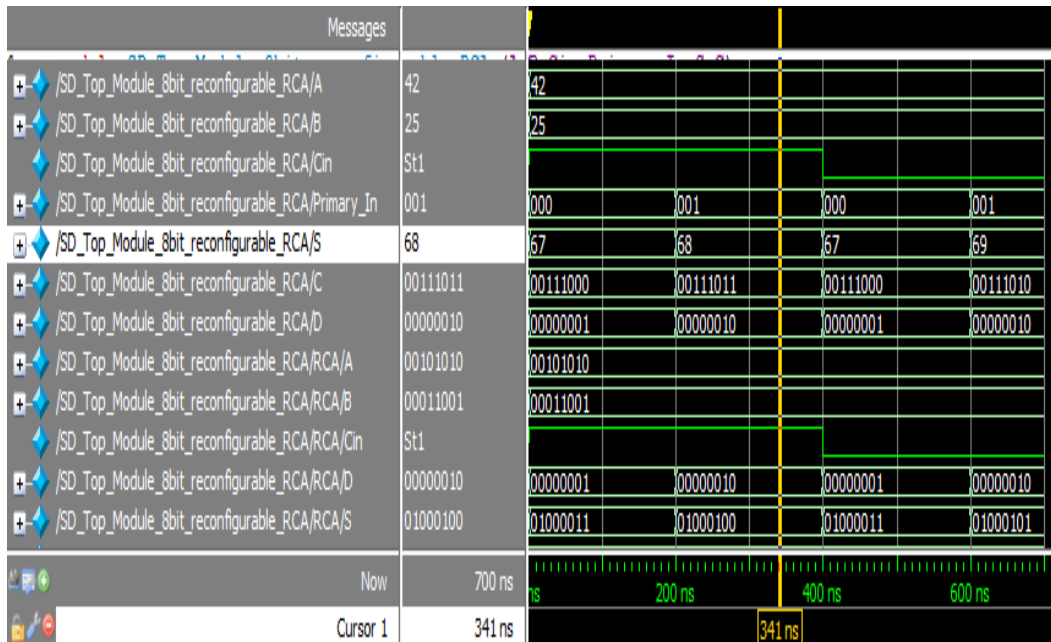 Messages
/SD_Top_Module_8bit_reconfigurable_RCA/A 42 42
/SD_Top_Module_8bit_reconfigurable_RCA/B 25 25
/SD_Top_Module_8bit_reconfigurable_RCA/Cin St1
/SD_Top_Module_8bit_reconfigurable_RCA/Primary_In 001 000 001 000 001
/SD_Top_Module_8bit_reconfigurable_RCA/S 68 67 68 67 69
/SD_Top_Module_8bit_reconfigurable_RCA/C 00111011 00111000 00111011 00111000 00111010
/SD_Top_Module_8bit_reconfigurable_RCA/D 00000010 00000001 00000010 00000001 00000010
/SD_Top_Module_8bit_reconfigurable_RCA/RCA/A 00101010 00101010
/SD_Top_Module_8bit_reconfigurable_RCA/RCA/B 00011001 00011001
/SD_Top_Module_8bit_reconfigurable_RCA/RCA/Cin St1
/SD_Top_Module_8bit_reconfigurable_RCA/RCA/D 00000010 00000001 00000010 00000001 00000010
/SD_Top_Module_8bit_reconfigurable_RCA/RCA/S 01000100 01000011 01000100 01000011 01000101
Now 700 ns ns 200 ns 400 ns 600 ns
Cursor 1 341 ns 341 ns